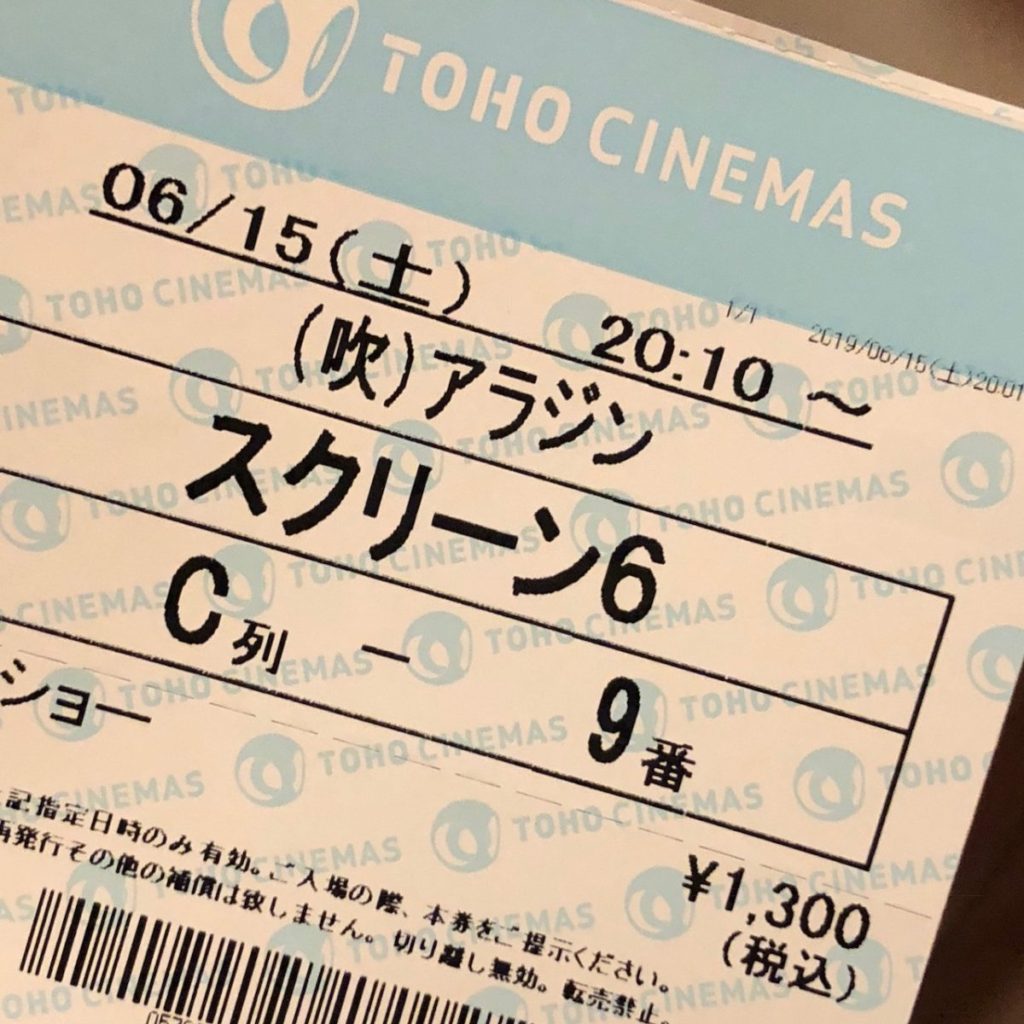 TOHO CINEMAS
06/15(土) 20:10～
1/1 2019/06/15(土)20:01
(吹)アラジン
スクリーン6
C列 － 9番
ショー
¥1,300
(税込)
記指定日時のみ有効。ご入場の際、本券をご提示ください。
再発行その他の補償は致しません。切り離し無効。転売禁止。